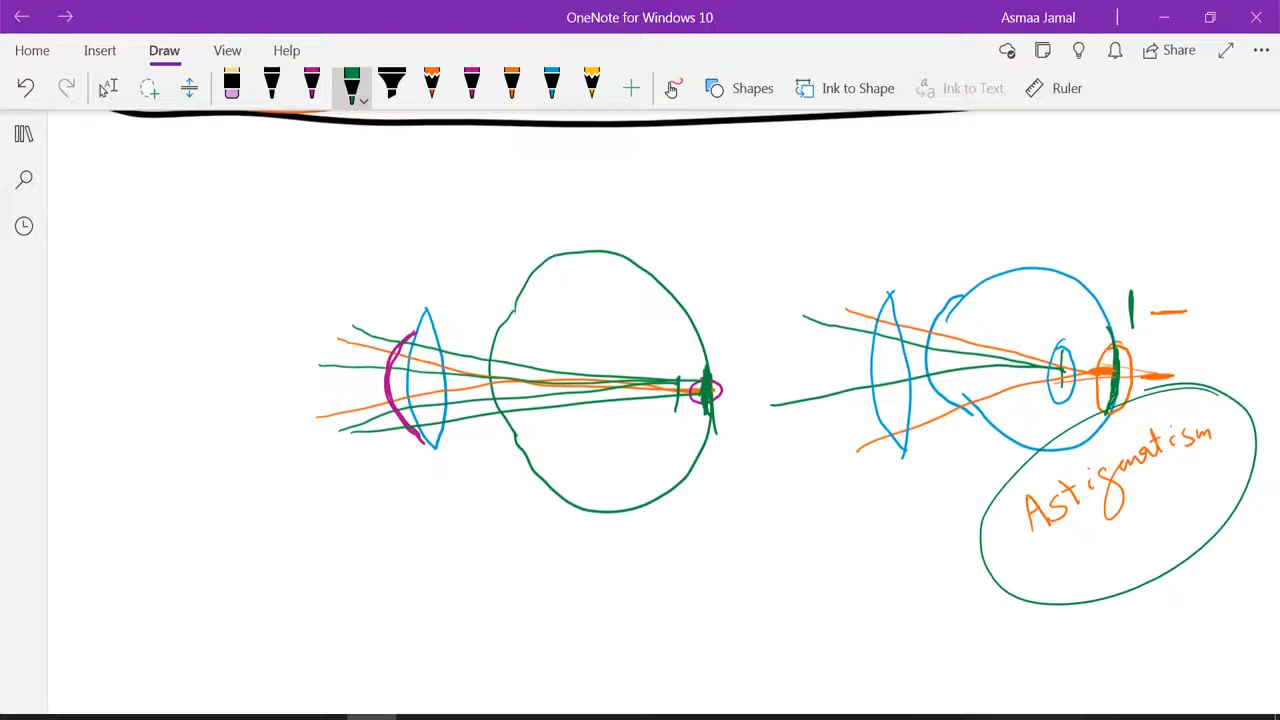 OneNote for Windows 10
Asmaa Jamal
Home Insert Draw View Help
Share
Shapes
Ink to Shape
Ink to Text
Ruler
Astigmatism